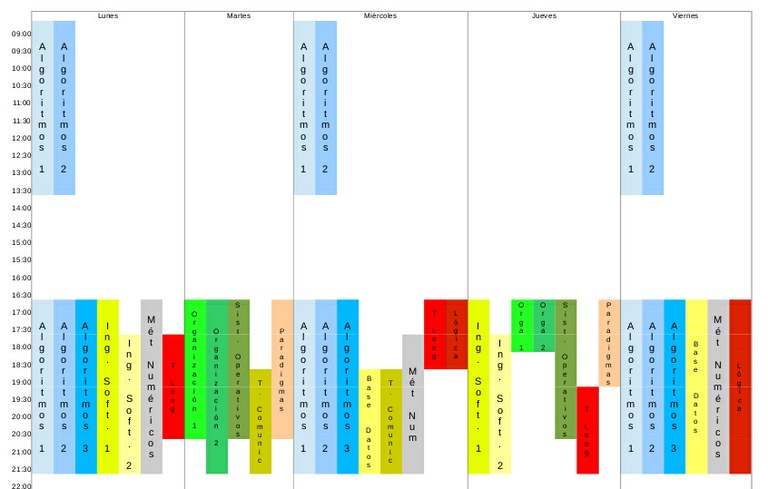 Lunes
Martes
Miércoles
Jueves
Viernes
09:00
09:30
10:00
10:30
11:00
11:30
12:00
12:30
13:00
13:30
14:00
14:30
15:00
15:30
16:00
16:30
17:00
17:30
18:00
18:30
19:00
19:30
20:00
20:30
21:00
21:30
22:00
Algoritmos 1
Algoritmos 2
Algoritmos 1
Algoritmos 2
Algoritmos 1
Algoritmos 2
Algoritmos 1
Algoritmos 2
Algoritmos 3
Ing. Soft. 1
Ing. Soft. 2
Mét Numéricos
T Leng
Organización 1
Organización 2
Sist. Operativos
T. Comunic
Paradigmas
Algoritmos 1
Algoritmos 2
Algoritmos 3
Base Datos
T. Comunic
Mét Num
T Leng
Lógica
Ing. Soft. 1
Ing. Soft. 2
Orga 1
Orga 2
Sist. Operativos
T Leng
Paradigmas
Algoritmos 1
Algoritmos 2
Algoritmos 3
Base Datos
Mét Numéricos
Lógica